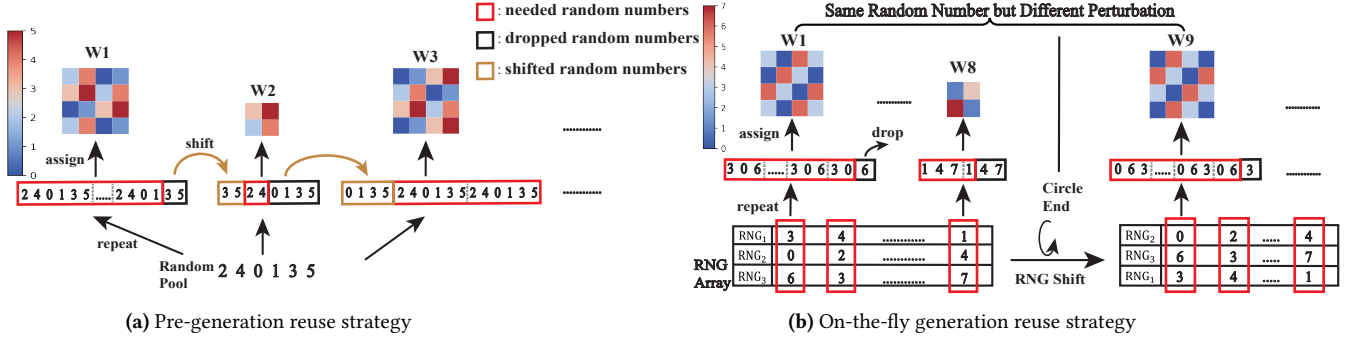 5
4
3
2
1
0
W1
W2
W3
: needed random numbers
: dropped random numbers
: shifted random numbers
assign
shift
2 4 0 1 3 5 ..... 2 4 0 1 3 5
3 5 2 4 0 1 3 5
0 1 3 5 2 4 0 1 3 5 2 4 0 1 3 5
............
............
repeat
Random
Pool
2 4 0 1 3 5
(a) Pre-generation reuse strategy
7
6
5
4
3
2
1
0
Same Random Number but Different Perturbation
W1
W8
W9
............
............
assign
drop
3 0 6 ..... 3 0 6 3 0 6
1 4 7 1 4 7
0 6 3 ..... 0 6 3 0 6 3
............
repeat
Circle
End
RNG
Array
RNG1 3 4 ............ 1
RNG2 0 2 ............ 4
RNG3 6 3 ............ 7
RNG Shift
RNG2 0 2 ..... 4
RNG3 6 3 ..... 7
RNG1 3 4 ..... 1
(b) On-the-fly generation reuse strategy